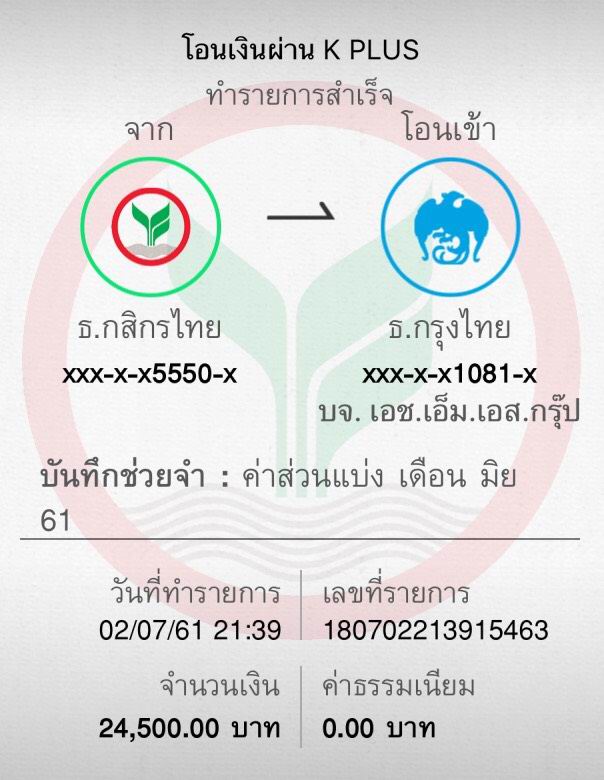 โอนเงินผ่าน K PLUS
ทำรายการสำเร็จ
จาก
โอนเข้า
ธ.กสิกรไทย
ธ.กรุงไทย
xxx-x-x5550-x
xxx-x-x1081-x
บจ. เอช.เอ็ม.เอส.กรุ๊ป
บันทึกช่วยจำ : ค่าส่วนแบ่ง เดือน มิย
61
วันที่ทำรายการ
เลขที่รายการ
02/07/61 21:39
180702213915463
จำนวนเงิน
ค่าธรรมเนียม
24,500.00 บาท
0.00 บาท